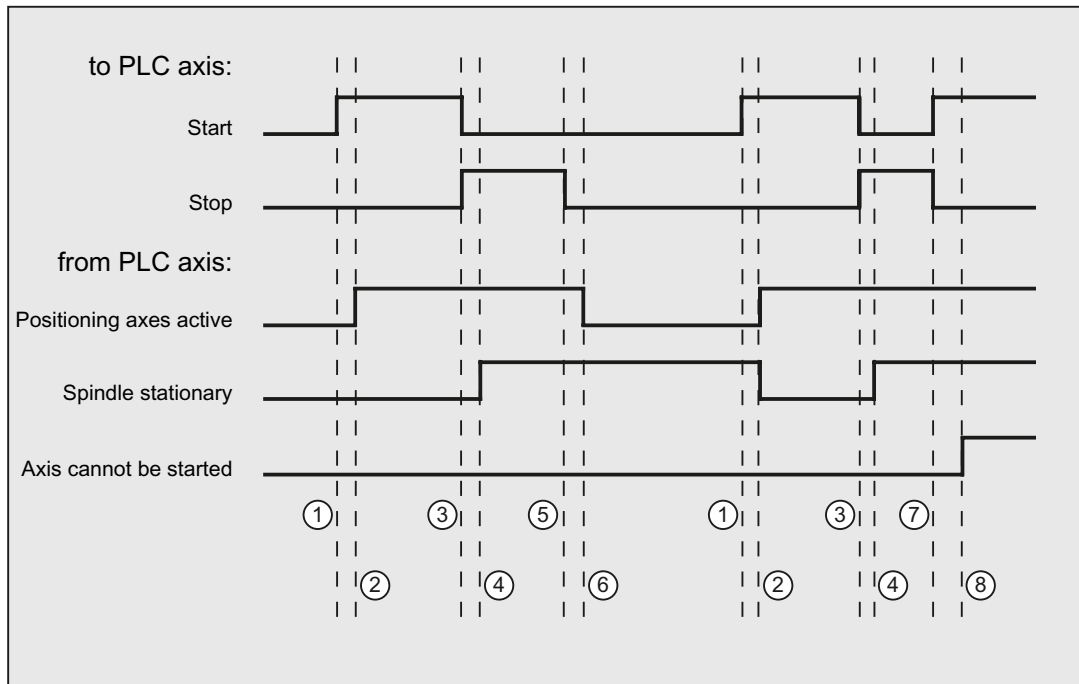 to PLC axis:
Start
Stop
from PLC axis:
Positioning axes active
Spindle stationary
Axis cannot be started
1 3 5 1 3 7
2 4 6 2 4 8